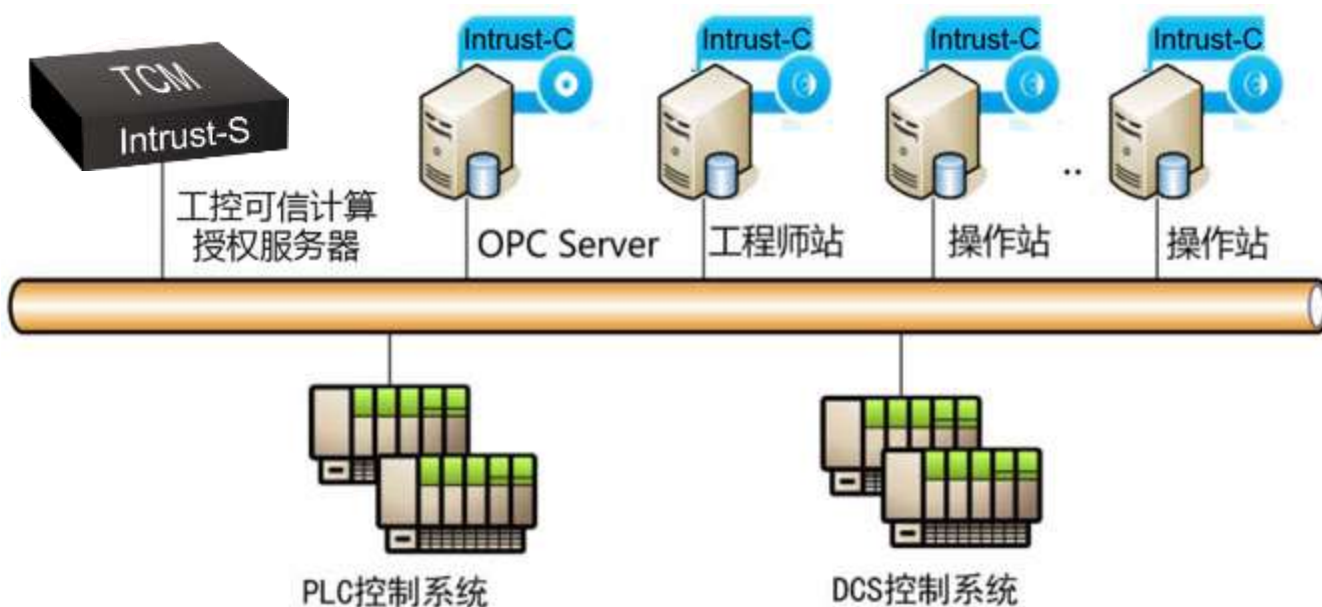 TCM
Intrust-S
Intrust-C
Intrust-C
Intrust-C
Intrust-C
工控可信计算
授权服务器
OPC Server
工程师站
操作站
..
操作站
PLC控制系统
DCS控制系统